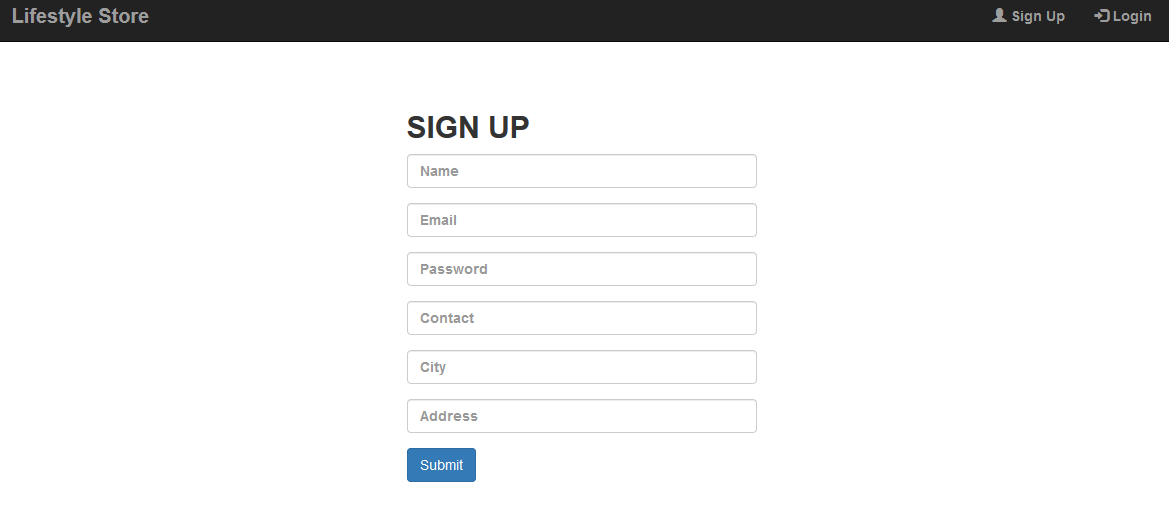 Lifestyle Store
Sign Up
Login
SIGN UP
Name
Email
Password
Contact
City
Address
Submit